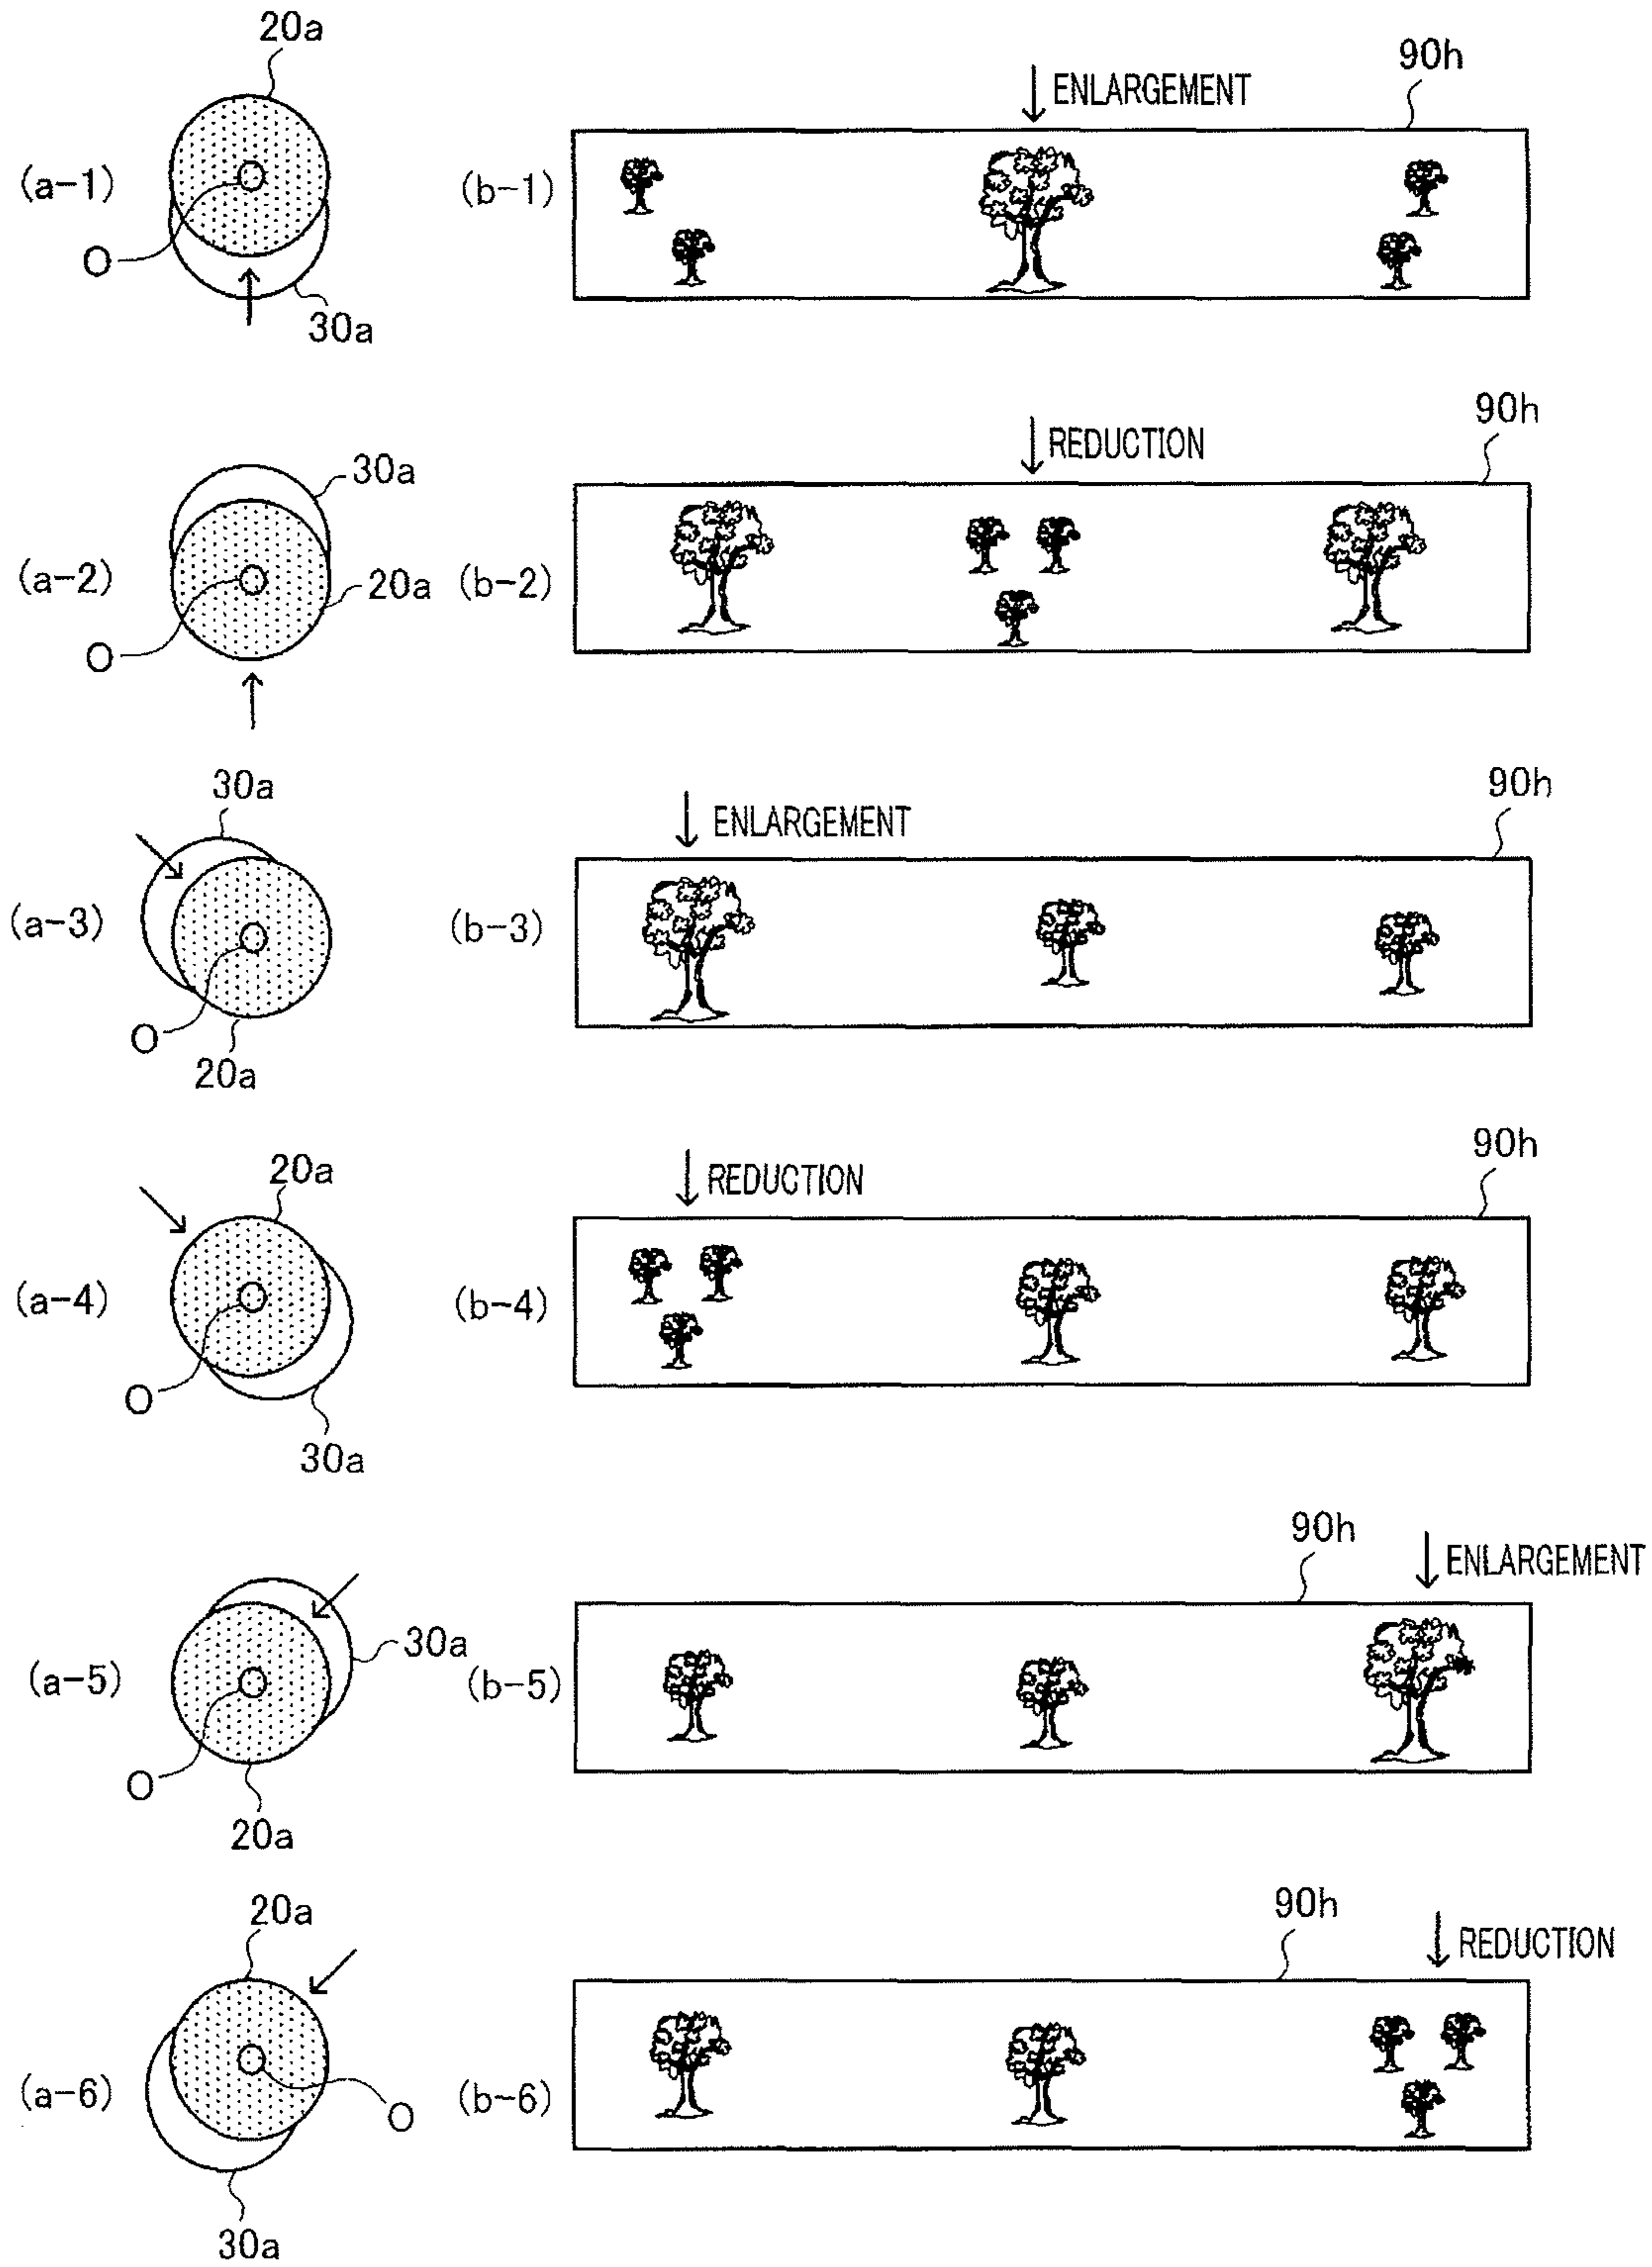 20a
90h
↓ ENLARGEMENT
(a-1)
(b-1)
O
30a
90h
↓ REDUCTION
30a
(a-2)
20a
(b-2)
O
30a
90h
↓ ENLARGEMENT
(a-3)
(b-3)
O
20a
90h
20a
↓ REDUCTION
(a-4)
(b-4)
O
30a
90h
↓ ENLARGEMENT
30a
(a-5)
(b-5)
O
20a
90h
20a
↓ REDUCTION
(a-6)
O
(b-6)
30a